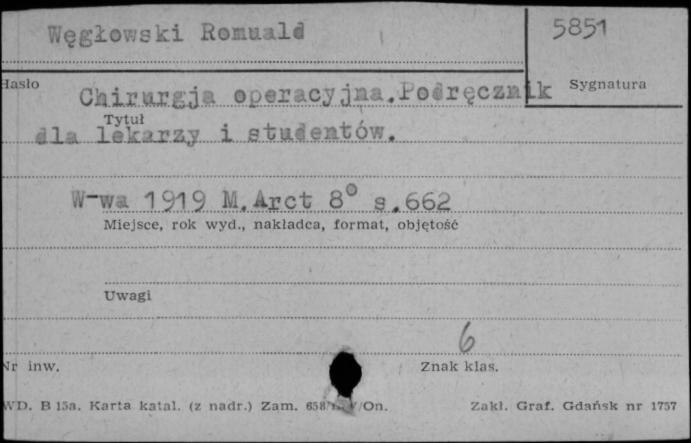 Węgłowski Romuald
5851
Hasło
Sygnatura
Chirurgja operacyjna.Podręcznik
Tytuł
dla lekarzy i studentów.
W-wa 1919 M.Arct 8° s.662
Miejsce, rok wyd., nakładca, format, objętość
Uwagi
6
Nr inw.
Znak klas.
WD. B 15a. Karta katal. (z nadr.) Zam. /On.
Zakł. Graf. Gdańsk nr 1757